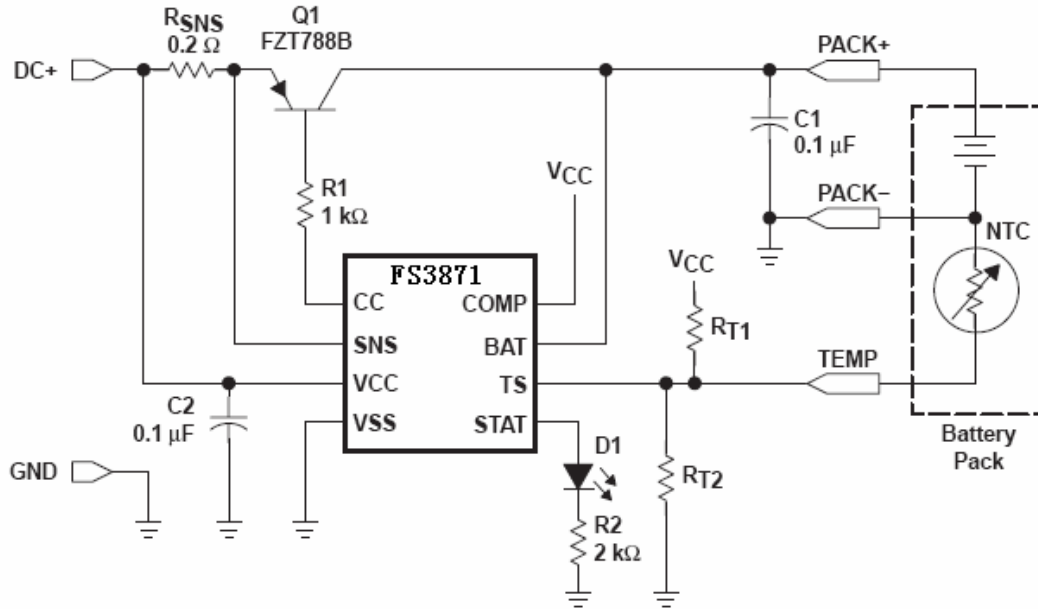 RSNS
0.2 Ω
Q1
FZT788B
DC+
PACK+
C1
0.1 μF
VCC
R1
1 kΩ
PACK–
NTC
FS3871
VCC
CC
COMP
RT1
SNS
BAT
TEMP
VCC
TS
C2
0.1 μF
VSS
STAT
D1
Battery
Pack
GND
RT2
R2
2 kΩ